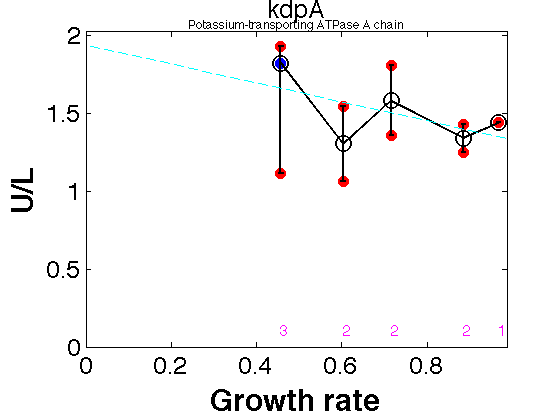 kdpA
Potassium-transporting ATPase A chain
2
1.5
1
0.5
0
U/L
3 2 2 2 1
0 0.2 0.4 0.6 0.8
Growth rate